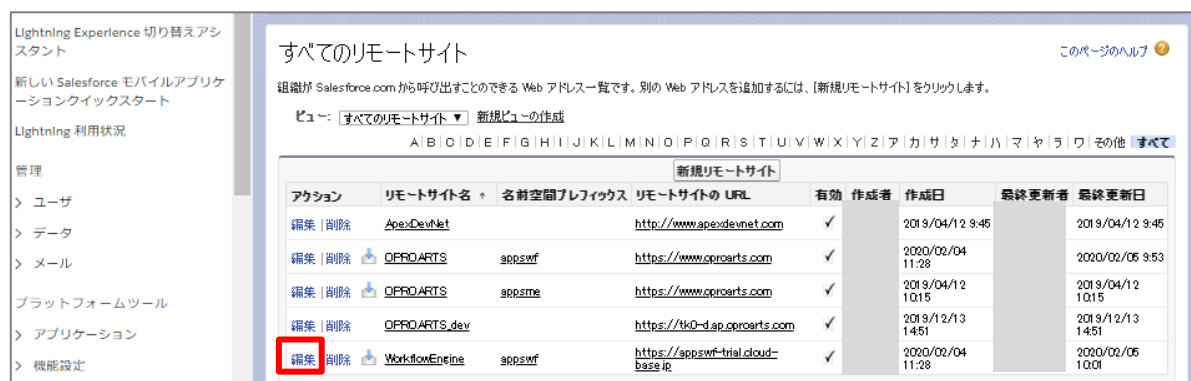 Lightning Experience 切り替えアシ
スタント
新しい Salesforce モバイルアプリケ
ーションクイックスタート
Lightning 利用状況
管理
> ユーザ
> データ
> メール
プラットフォームツール
> アプリケーション
> 機能設定
すべてのリモートサイト
このページのヘルプ ?
組織が Salesforce.com から呼び出すことのできる Web アドレス一覧です。別の Web アドレスを追加するには、[新規リモートサイト] をクリックします。
ビュー: すべてのリモートサイト ▼ 新規ビューの作成
A | B | C | D | E | F | G | H | I | J | K | L | M | N | O | P | Q | R | S | T | U | V | W | X | Y | Z | ア | カ | サ | タ | ナ | ハ | マ | ヤ | ラ | ワ | その他 | すべて
新規リモートサイト
アクション リモートサイト名 ↑ 名前空間プレフィックス リモートサイトの URL 有効 作成者 作成日 最終更新者 最終更新日
編集 | 削除 ApexDevNet http://www.apexdevnet.com ✓ 2019/04/12 9:45 2019/04/12 9:45
編集 | 削除 OPROARTS appswf https://www.oproarts.com ✓ 2020/02/04 11:28 2020/02/05 9:53
編集 | 削除 OPROARTS appsme https://www.oproarts.com ✓ 2019/04/12 10:15 2019/04/12 10:15
編集 | 削除 OPROARTS_dev https://tk0-d.ap.oproarts.com ✓ 2019/12/13 14:51 2019/12/13 14:51
編集 | 削除 WorkflowEngine appswf https://appswf-trial.cloud-base.jp ✓ 2020/02/04 11:28 2020/02/05 10:01